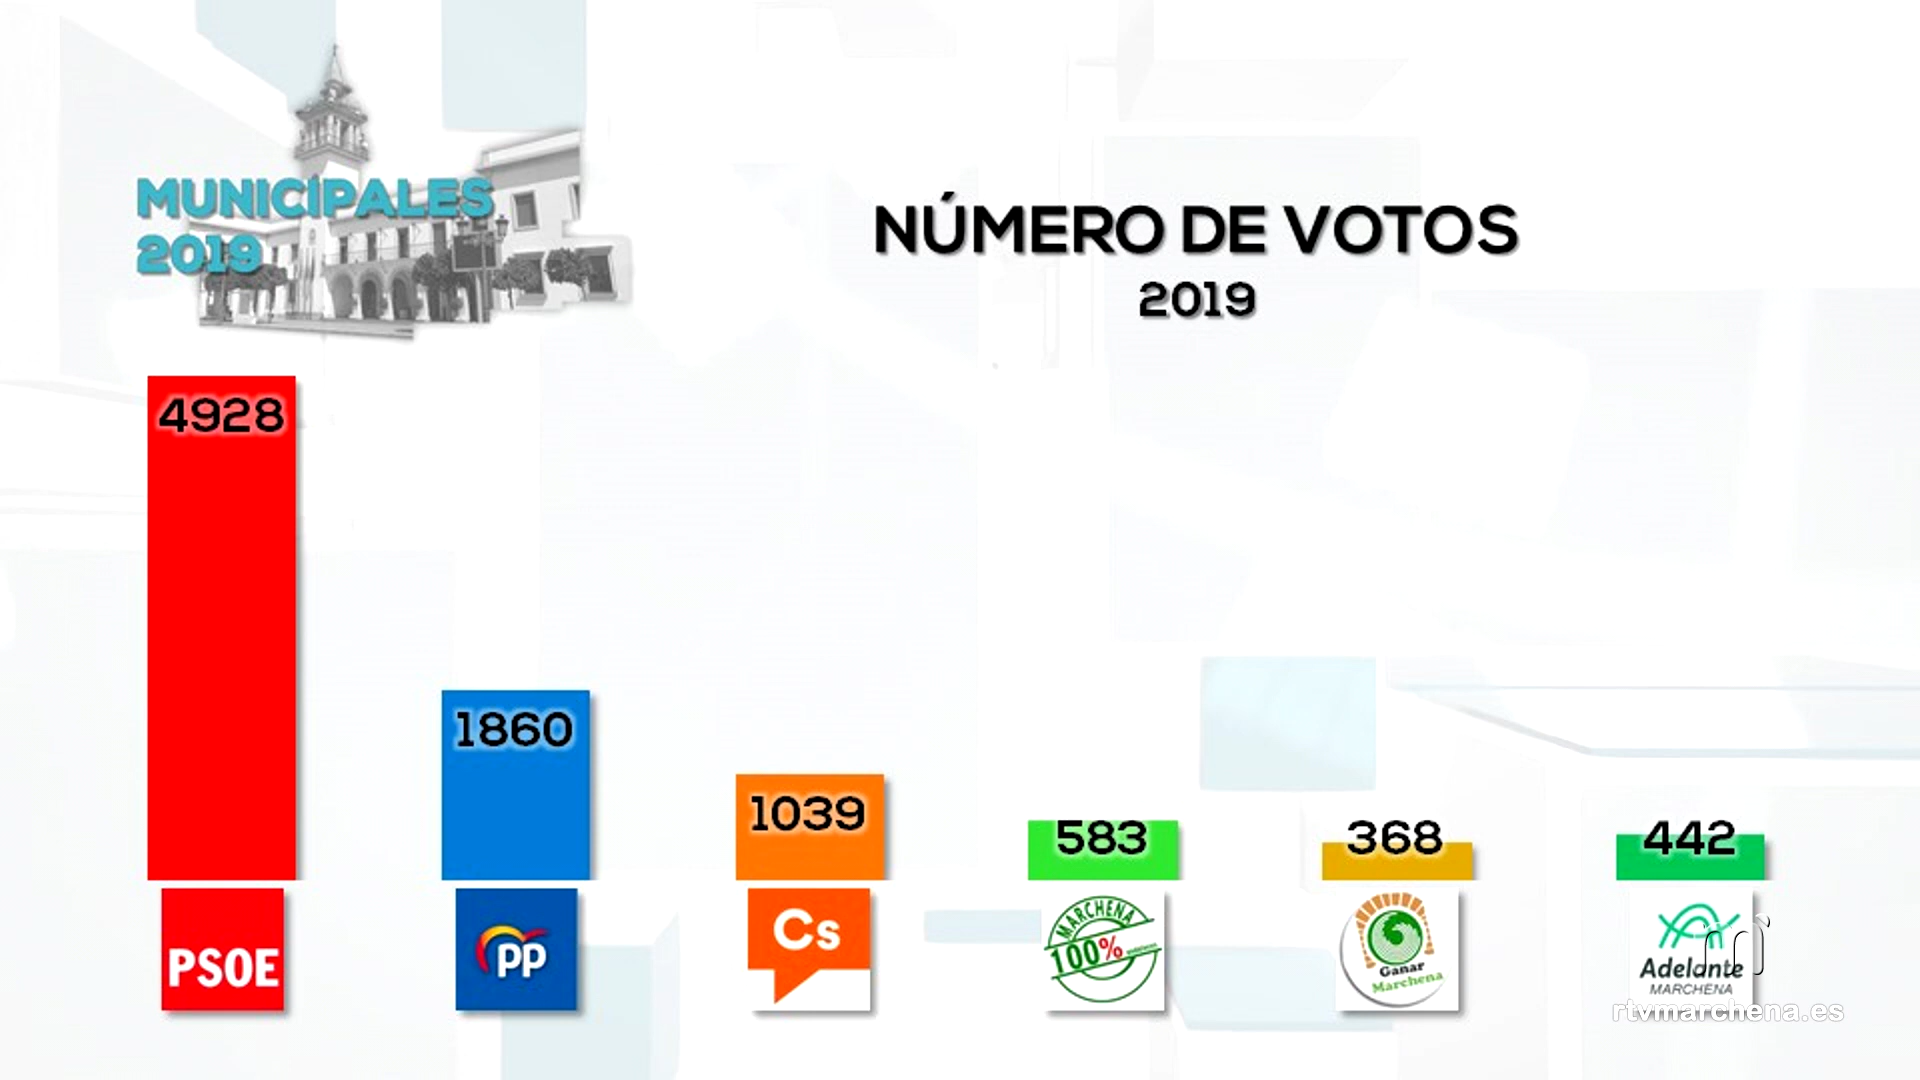 MUNICIPALES
2019
NÚMERO DE VOTOS
2019
4928
1860
1039
583
368
442
PSOE
PP
Cs
MARCHENA
100%
Ganar
Marchena
Adelante
MARCHENA
rtvmarchena.es